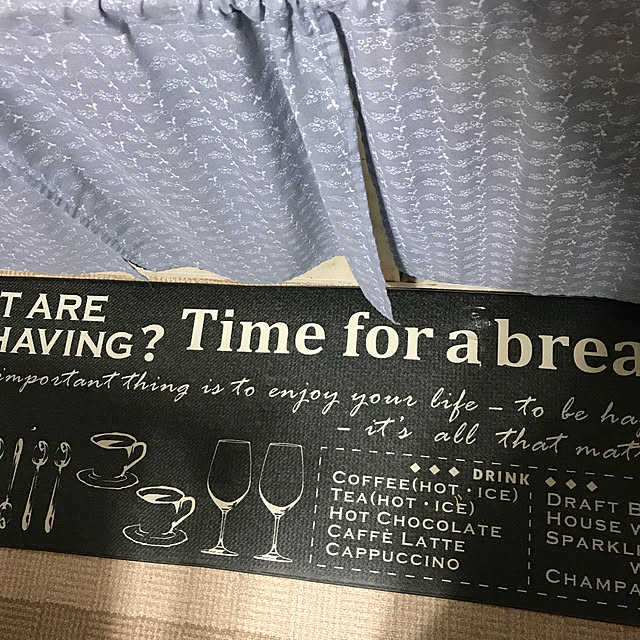 T ARE
HAVING?
Time for a brea
important thing is to enjoy your life - to be ha
- it's all that mat
◆◆◆ DRINK ◆◆◆
COFFEE(HOT・ICE)
TEA(HOT・ICE)
HOT CHOCOLATE
CAFFÈ LATTE
CAPPUCCINO
DRAFT B
HOUSE W
SPARKL
W
CHAMPA